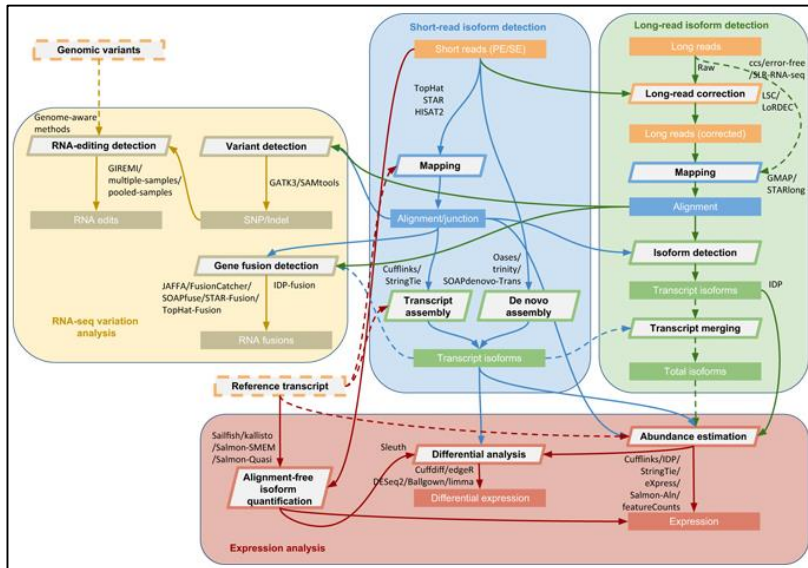 Short-read isoform detection
Long-read isoform detection
Genomic variants
Short reads (PE/SE)
Long reads
Raw
ccs/error-free
/SLR-RNA-seq
Genome-aware
methods
TopHat
STAR
HISAT2
Long-read correction
LSC/
LoRDEC
Long reads (corrected)
RNA-editing detection
Variant detection
Mapping
Mapping
GIREMI/
multiple-samples/
pooled-samples
GATK3/SAMtools
GMAP/
STARlong
RNA edits
SNP/Indel
Alignment/junction
Alignment
Gene fusion detection
Cufflinks/
StringTie
Oases/
trinity/
SOAPdenovo-Trans
Isoform detection
JAFFA/FusionCatcher/
SOAPfuse/STAR-Fusion/
TopHat-Fusion
IDP-fusion
Transcript
assembly
De novo
assembly
Transcript isoforms
IDP
RNA-seq variation
analysis
RNA fusions
Transcript merging
Transcript isoforms
Total isoforms
Reference transcript
Sailfish/kallisto
/Salmon-SMEM
/Salmon-Quasi
Sleuth
Differential analysis
Abundance estimation
Alignment-free
isoform
quantification
Cuffdiff/edgeR
DESeq2/Ballgown/limma
Cufflinks/IDP/
StringTie/
eXpress/
Salmon-Aln/
featureCounts
Differential expression
Expression
Expression analysis